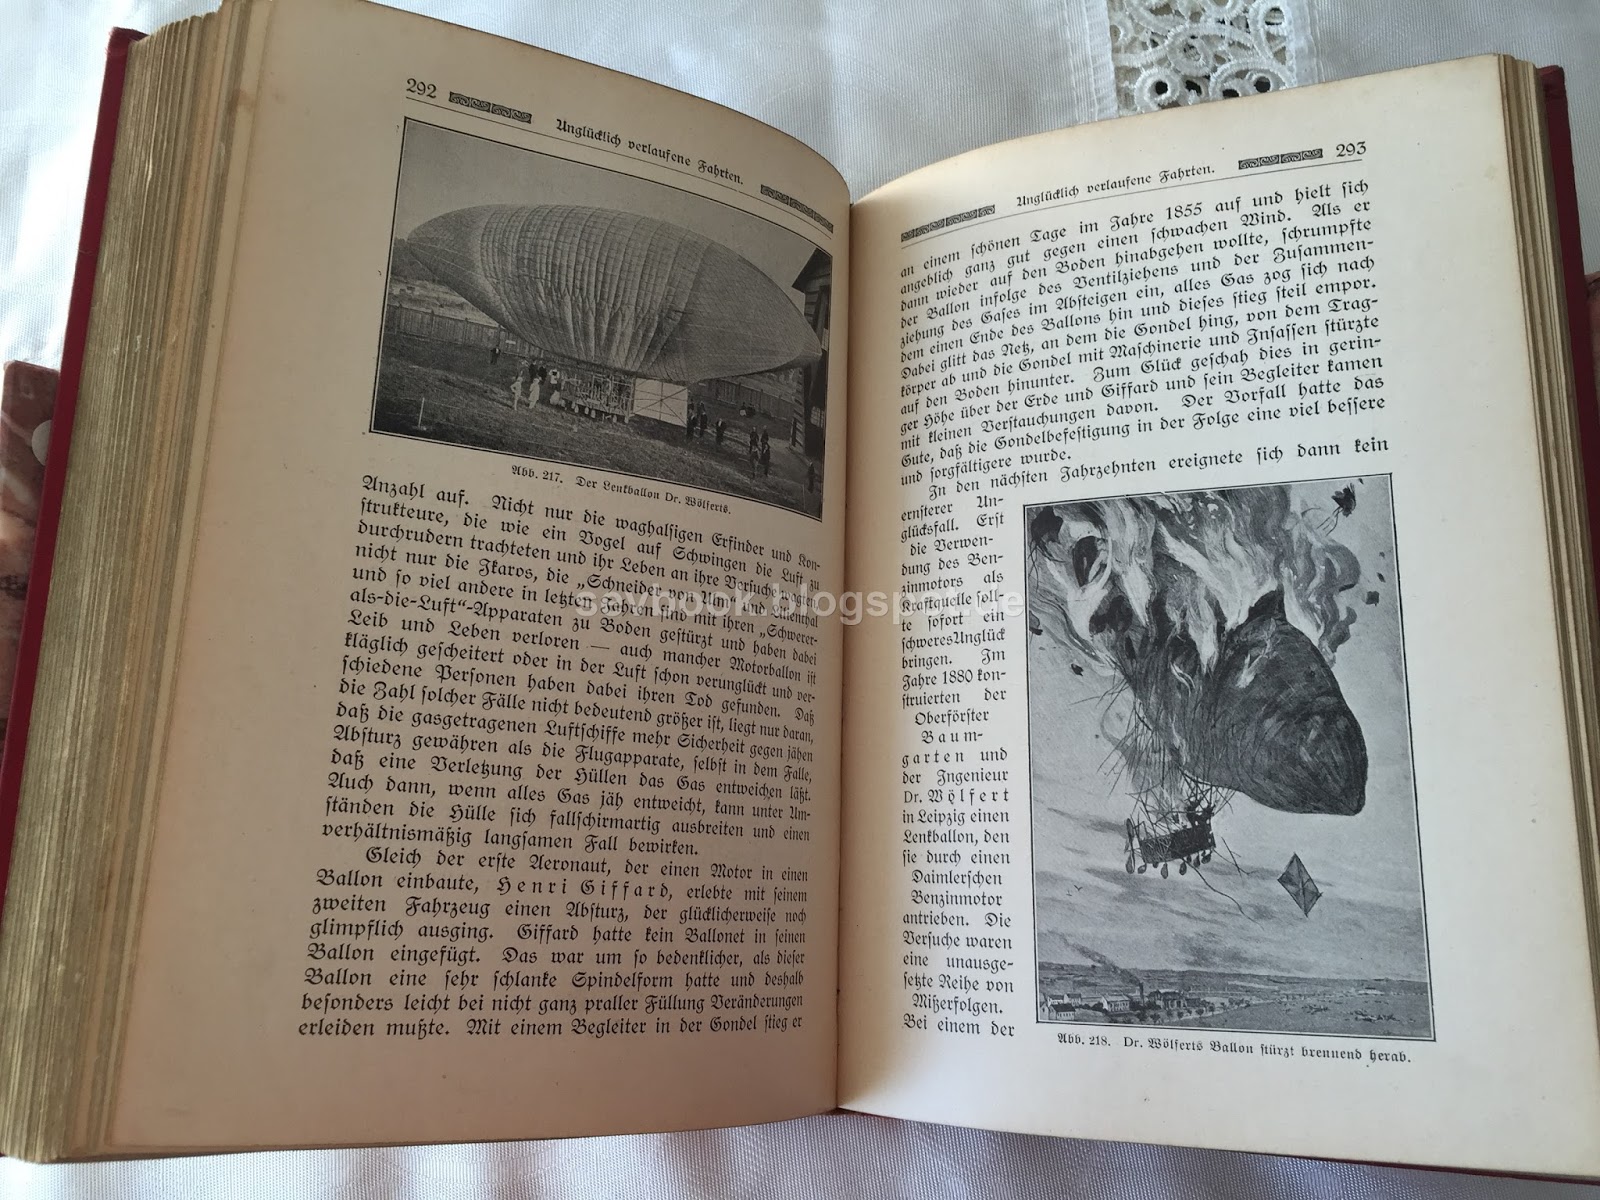 292
Unglücklich verlaufene Fahrten.
Abb. 217. Der Lenkballon Dr. Wölferts.
Anzahl auf. Nicht nur die waghalsigen Erfinder und Kon-
strukteure, die wie ein Vogel auf Schwingen die Luft zu
durchrudern trachteten und ihr Leben an ihre Versuche wagten,
nicht nur die Ikaros, die „Schneider von Ulm“ und Lilienthal
und so viel andere in letzten Jahren sind mit ihren „Schwerer-
als-die-Luft“-Apparaten zu Boden gestürzt und haben dabei
Leib und Leben verloren — auch mancher Motorballon ist
kläglich gescheitert oder in der Luft schon verunglückt und ver-
schiedene Personen haben dabei ihren Tod gefunden. Daß
die Zahl solcher Fälle nicht bedeutend größer ist, liegt nur daran,
daß die gasgetragenen Luftschiffe mehr Sicherheit gegen jähen
Absturz gewähren als die Flugapparate, selbst in dem Falle,
daß eine Verletzung der Hüllen das Gas entweichen läßt.
Auch dann, wenn alles Gas jäh entweicht, kann unter Um-
ständen die Hülle sich fallschirmartig ausbreiten und einen
verhältnismäßig langsamen Fall bewirken.
Gleich der erste Aeronaut, der einen Motor in einen
Ballon einbaute, Henri Giffard, erlebte mit seinem
zweiten Fahrzeug einen Absturz, der glücklicherweise noch
glimpflich ausging. Giffard hatte kein Ballonet in seinen
Ballon eingefügt. Das war um so bedenklicher, als dieser
Ballon eine sehr schlanke Spindelform hatte und deshalb
besonders leicht bei nicht ganz praller Füllung Veränderungen
erleiden mußte. Mit einem Begleiter in der Gondel stieg er
Unglücklich verlaufene Fahrten.
293
an einem schönen Tage im Jahre 1855 auf und hielt sich
angeblich ganz gut gegen einen schwachen Wind. Als er
dann wieder auf den Boden hinabgehen wollte, schrumpfte
der Ballon infolge des Ventilziehens und der Zusammen-
ziehung des Gases im Absteigen ein, alles Gas zog sich nach
dem einen Ende des Ballons hin und dieses stieg steil empor.
Dabei glitt das Netz, an dem die Gondel hing, von dem Trag-
körper ab und die Gondel mit Maschinerie und Insassen stürzte
auf den Boden hinunter. Zum Glück geschah dies in gerin-
ger Höhe über der Erde und Giffard und sein Begleiter kamen
mit kleinen Verstauchungen davon. Der Vorfall hatte das
Gute, daß die Gondelbefestigung in der Folge eine viel bessere
und sorgfältigere wurde.
In den nächsten Jahrzehnten ereignete sich dann kein
ernsterer Un-
glücksfall. Erst
die Verwen-
dung des Ben-
zinmotors als
Kraftquelle soll-
te sofort ein
schweres Unglück
bringen. Im
Jahre 1880 kon-
struierten der
Oberförster
Baum-
garten und
der Ingenieur
Dr. Wölfert
in Leipzig einen
Lenkballon, den
sie durch einen
Daimlerschen
Benzinmotor
antrieben. Die
Versuche waren
eine unausge-
setzte Reihe von
Mißerfolgen.
Bei einem der
Abb. 218. Dr. Wölferts Ballon stürzt brennend herab.
savhook.blogspot.de